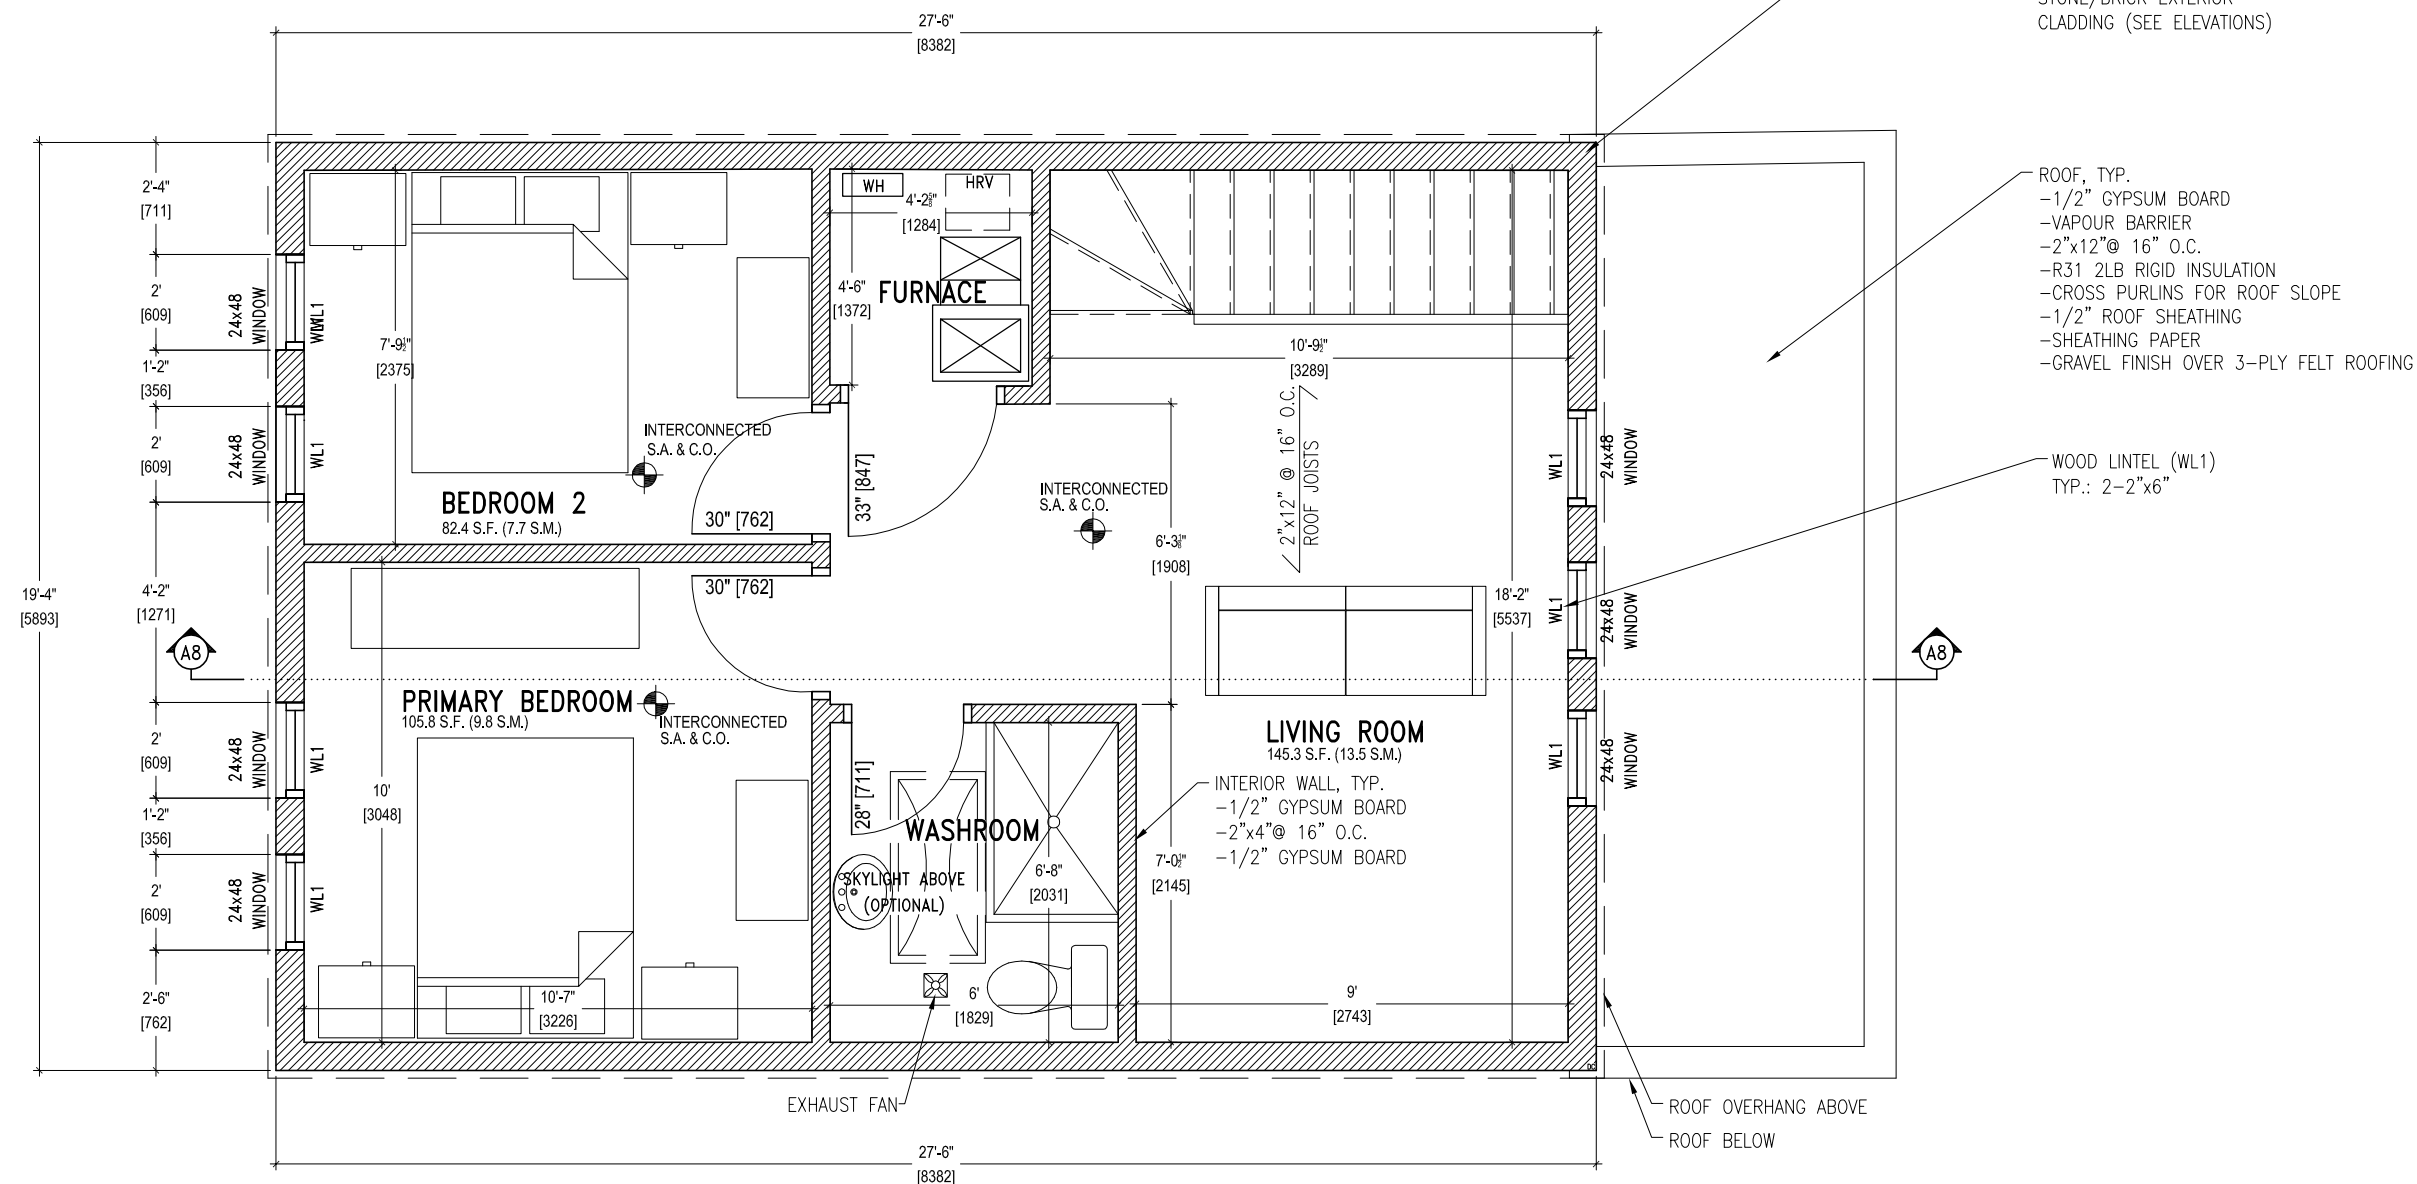 STONE/BRICK EXTERIOR
CLADDING (SEE ELEVATIONS)
27'-6"
[8382]
ROOF, TYP.
-1/2" GYPSUM BOARD
-VAPOUR BARRIER
-2"x12"@ 16" O.C.
-R31 2LB RIGID INSULATION
-CROSS PURLINS FOR ROOF SLOPE
-1/2" ROOF SHEATHING
-SHEATHING PAPER
-GRAVEL FINISH OVER 3-PLY FELT ROOFING
WOOD LINTEL (WL1)
TYP.: 2-2"x6"
19'-4"
[5893]
2'-4"
[711]
2'
[609]
1'-2"
[356]
2'
[609]
4'-2"
[1271]
2'
[609]
1'-2"
[356]
2'
[609]
2'-6"
[762]
24x48
WINDOW
WL1
24x48
WINDOW
WL1
24x48
WINDOW
WL1
24x48
WINDOW
WL1
A8
7'-9½"
[2375]
INTERCONNECTED
S.A. & C.O.
BEDROOM 2
82.4 S.F. (7.7 S.M.)
30" [762]
30" [762]
PRIMARY BEDROOM
105.8 S.F. (9.8 S.M.)
INTERCONNECTED
S.A. & C.O.
10'
[3048]
10'-7"
[3226]
WH
HRV
4'-2⅝"
[1284]
4'-6"
[1372]
FURNACE
33" [847]
INTERCONNECTED
S.A. & C.O.
10'-9½"
[3289]
2"x12" @ 16" O.C.
ROOF JOISTS
6'-3⅛"
[1908]
18'-2"
[5537]
LIVING ROOM
145.3 S.F. (13.5 S.M.)
INTERIOR WALL, TYP.
-1/2" GYPSUM BOARD
-2"x4"@ 16" O.C.
-1/2" GYPSUM BOARD
28" [711]
WASHROOM
SKYLIGHT ABOVE
(OPTIONAL)
6'-8"
[2031]
7'-0½"
[2145]
6'
[1829]
9'
[2743]
WL1
24x48
WINDOW
WL1
24x48
WINDOW
WL1
24x48
WINDOW
A8
EXHAUST FAN
ROOF OVERHANG ABOVE
ROOF BELOW
27'-6"
[8382]